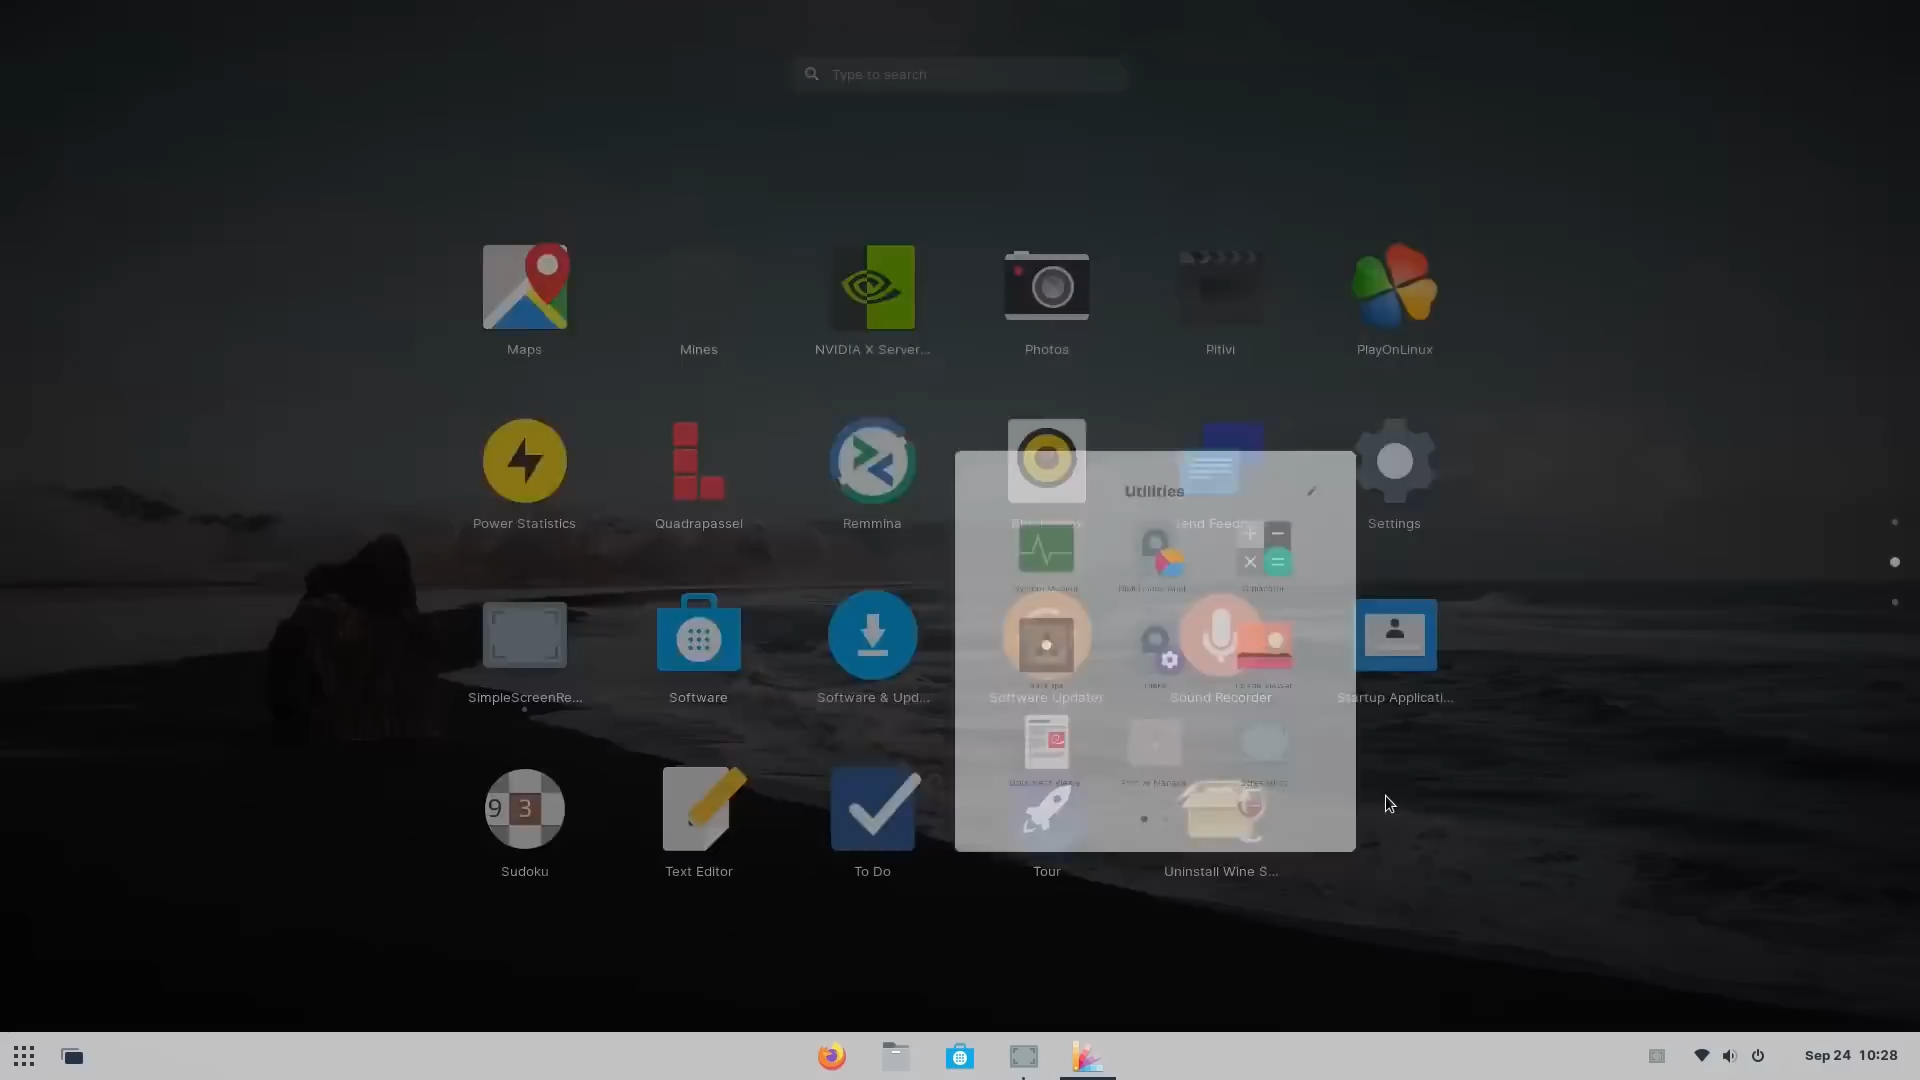 Type to search
Maps
Mines
NVIDIA X Server...
Photos
Pitivi
PlayOnLinux
Utilities
Power Statistics
Quadrapassel
Remmina
Settings
SimpleScreenRe...
Software
Software & Upd...
Software Updater
Sound Recorder
Startup Applicati...
9 3
Sudoku
Text Editor
To Do
Tour
Uninstall Wine S...
Sep 24 10:28